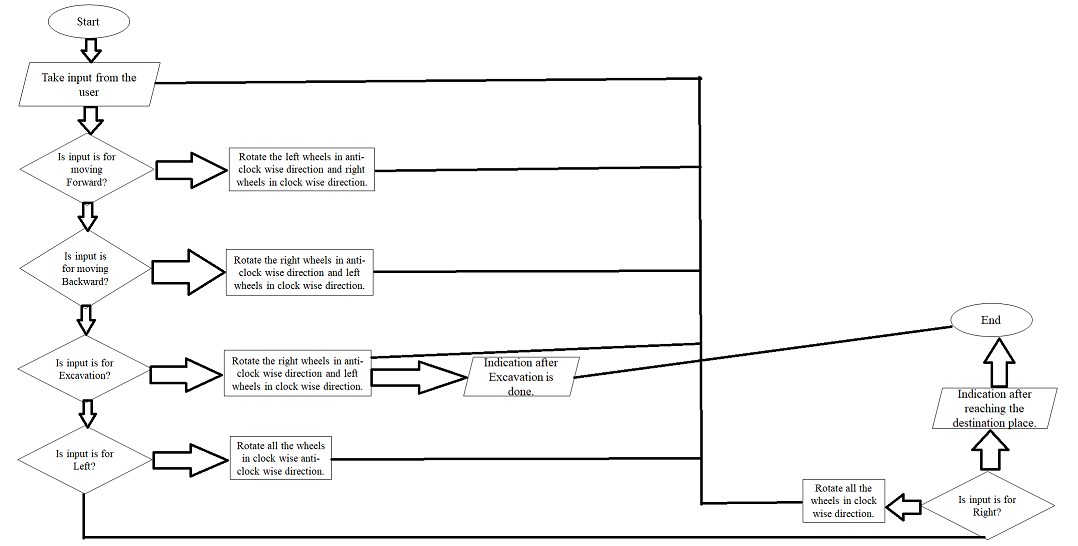 Start
Take input from the
user
Is input is for
moving
Forward?
Rotate the left wheels in anti-
clock wise direction and right
wheels in clock wise direction.
Is input is
for moving
Backward?
Rotate the right wheels in anti-
clock wise direction and left
wheels in clock wise direction.
Is input is for
Excavation?
Rotate the right wheels in anti-
clock wise direction and left
wheels in clock wise direction.
Indication after
Excavation is
done.
End
Indication after
reaching the
destination place.
Is input is for
Left?
Rotate all the wheels
in clock wise anti-
clock wise direction.
Rotate all the
wheels in clock
wise direction.
Is input is for
Right?